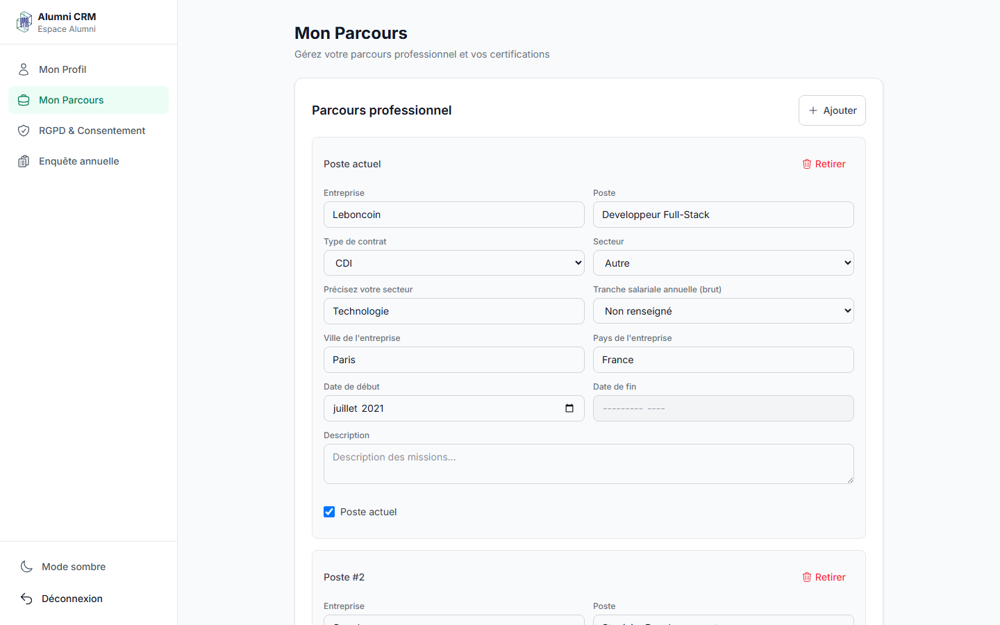 Alumni CRM
Espace Alumni
Mon Profil
Mon Parcours
RGPD & Consentement
Enquête annuelle
Mode sombre
Déconnexion
Mon Parcours
Gérez votre parcours professionnel et vos certifications
Parcours professionnel
Ajouter
Poste actuel
Retirer
Entreprise
Poste
Leboncoin
Developpeur Full-Stack
Type de contrat
Secteur
CDI
Autre
Précisez votre secteur
Tranche salariale annuelle (brut)
Technologie
Non renseigné
Ville de l'entreprise
Pays de l'entreprise
Paris
France
Date de début
Date de fin
juillet 2021
--------- ----
Description
Description des missions...
Poste actuel
Poste #2
Retirer
Entreprise
Poste